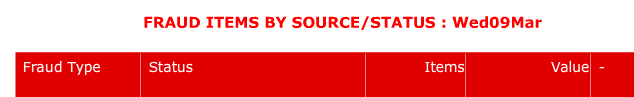 FRAUD ITEMS BY SOURCE/STATUS : Wed09Mar
Fraud Type Status Items Value -